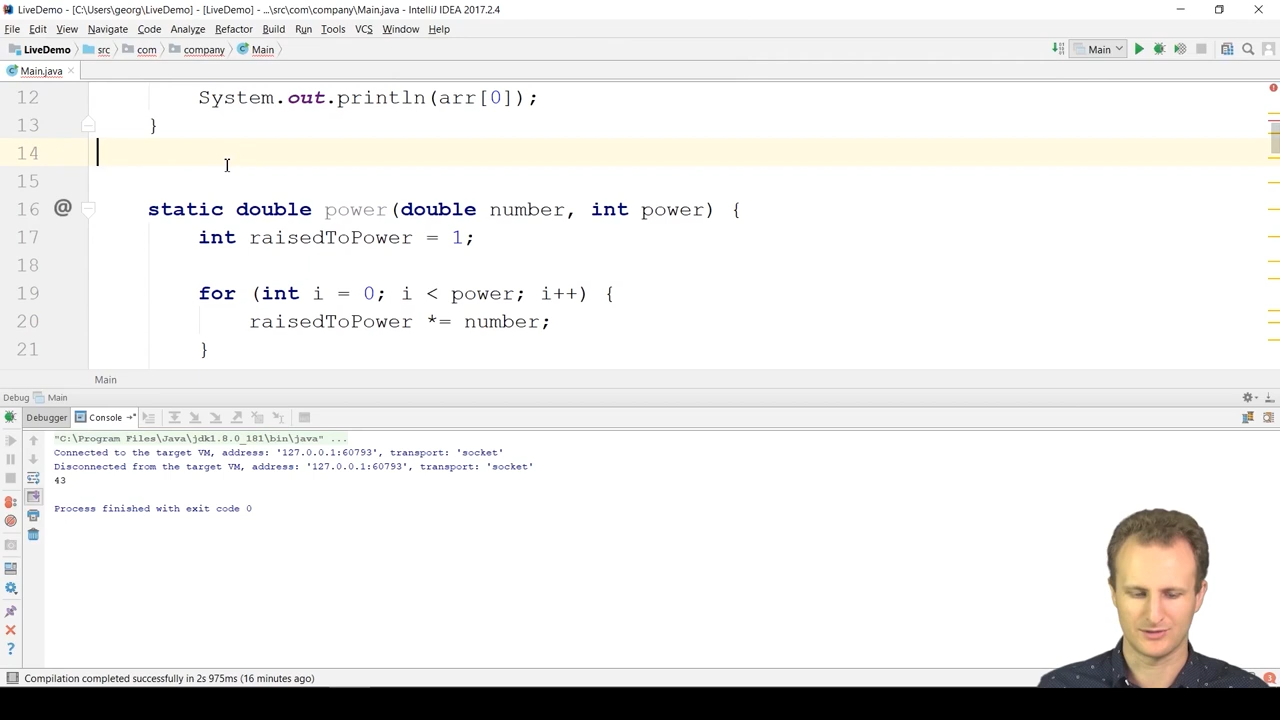 LiveDemo - [C:\Users\georg\LiveDemo] - [LiveDemo] - ...\src\com\company\Main.java - IntelliJ IDEA 2017.2.4
File Edit View Navigate Code Analyze Refactor Build Run Tools VCS Window Help
LiveDemo src com company Main Main
Main.java
12 System.out.println(arr[0]);
13 }
14
15
16 @ static double power(double number, int power) {
17 int raisedToPower = 1;
18
19 for (int i = 0; i < power; i++) {
20 raisedToPower *= number;
21 }
Main
Debug Main
Debugger Console
"C:\Program Files\Java\jdk1.8.0_181\bin\java" ...
Connected to the target VM, address: '127.0.0.1:60793', transport: 'socket'
Disconnected from the target VM, address: '127.0.0.1:60793', transport: 'socket'
43
Process finished with exit code 0
Compilation completed successfully in 2s 975ms (16 minutes ago)